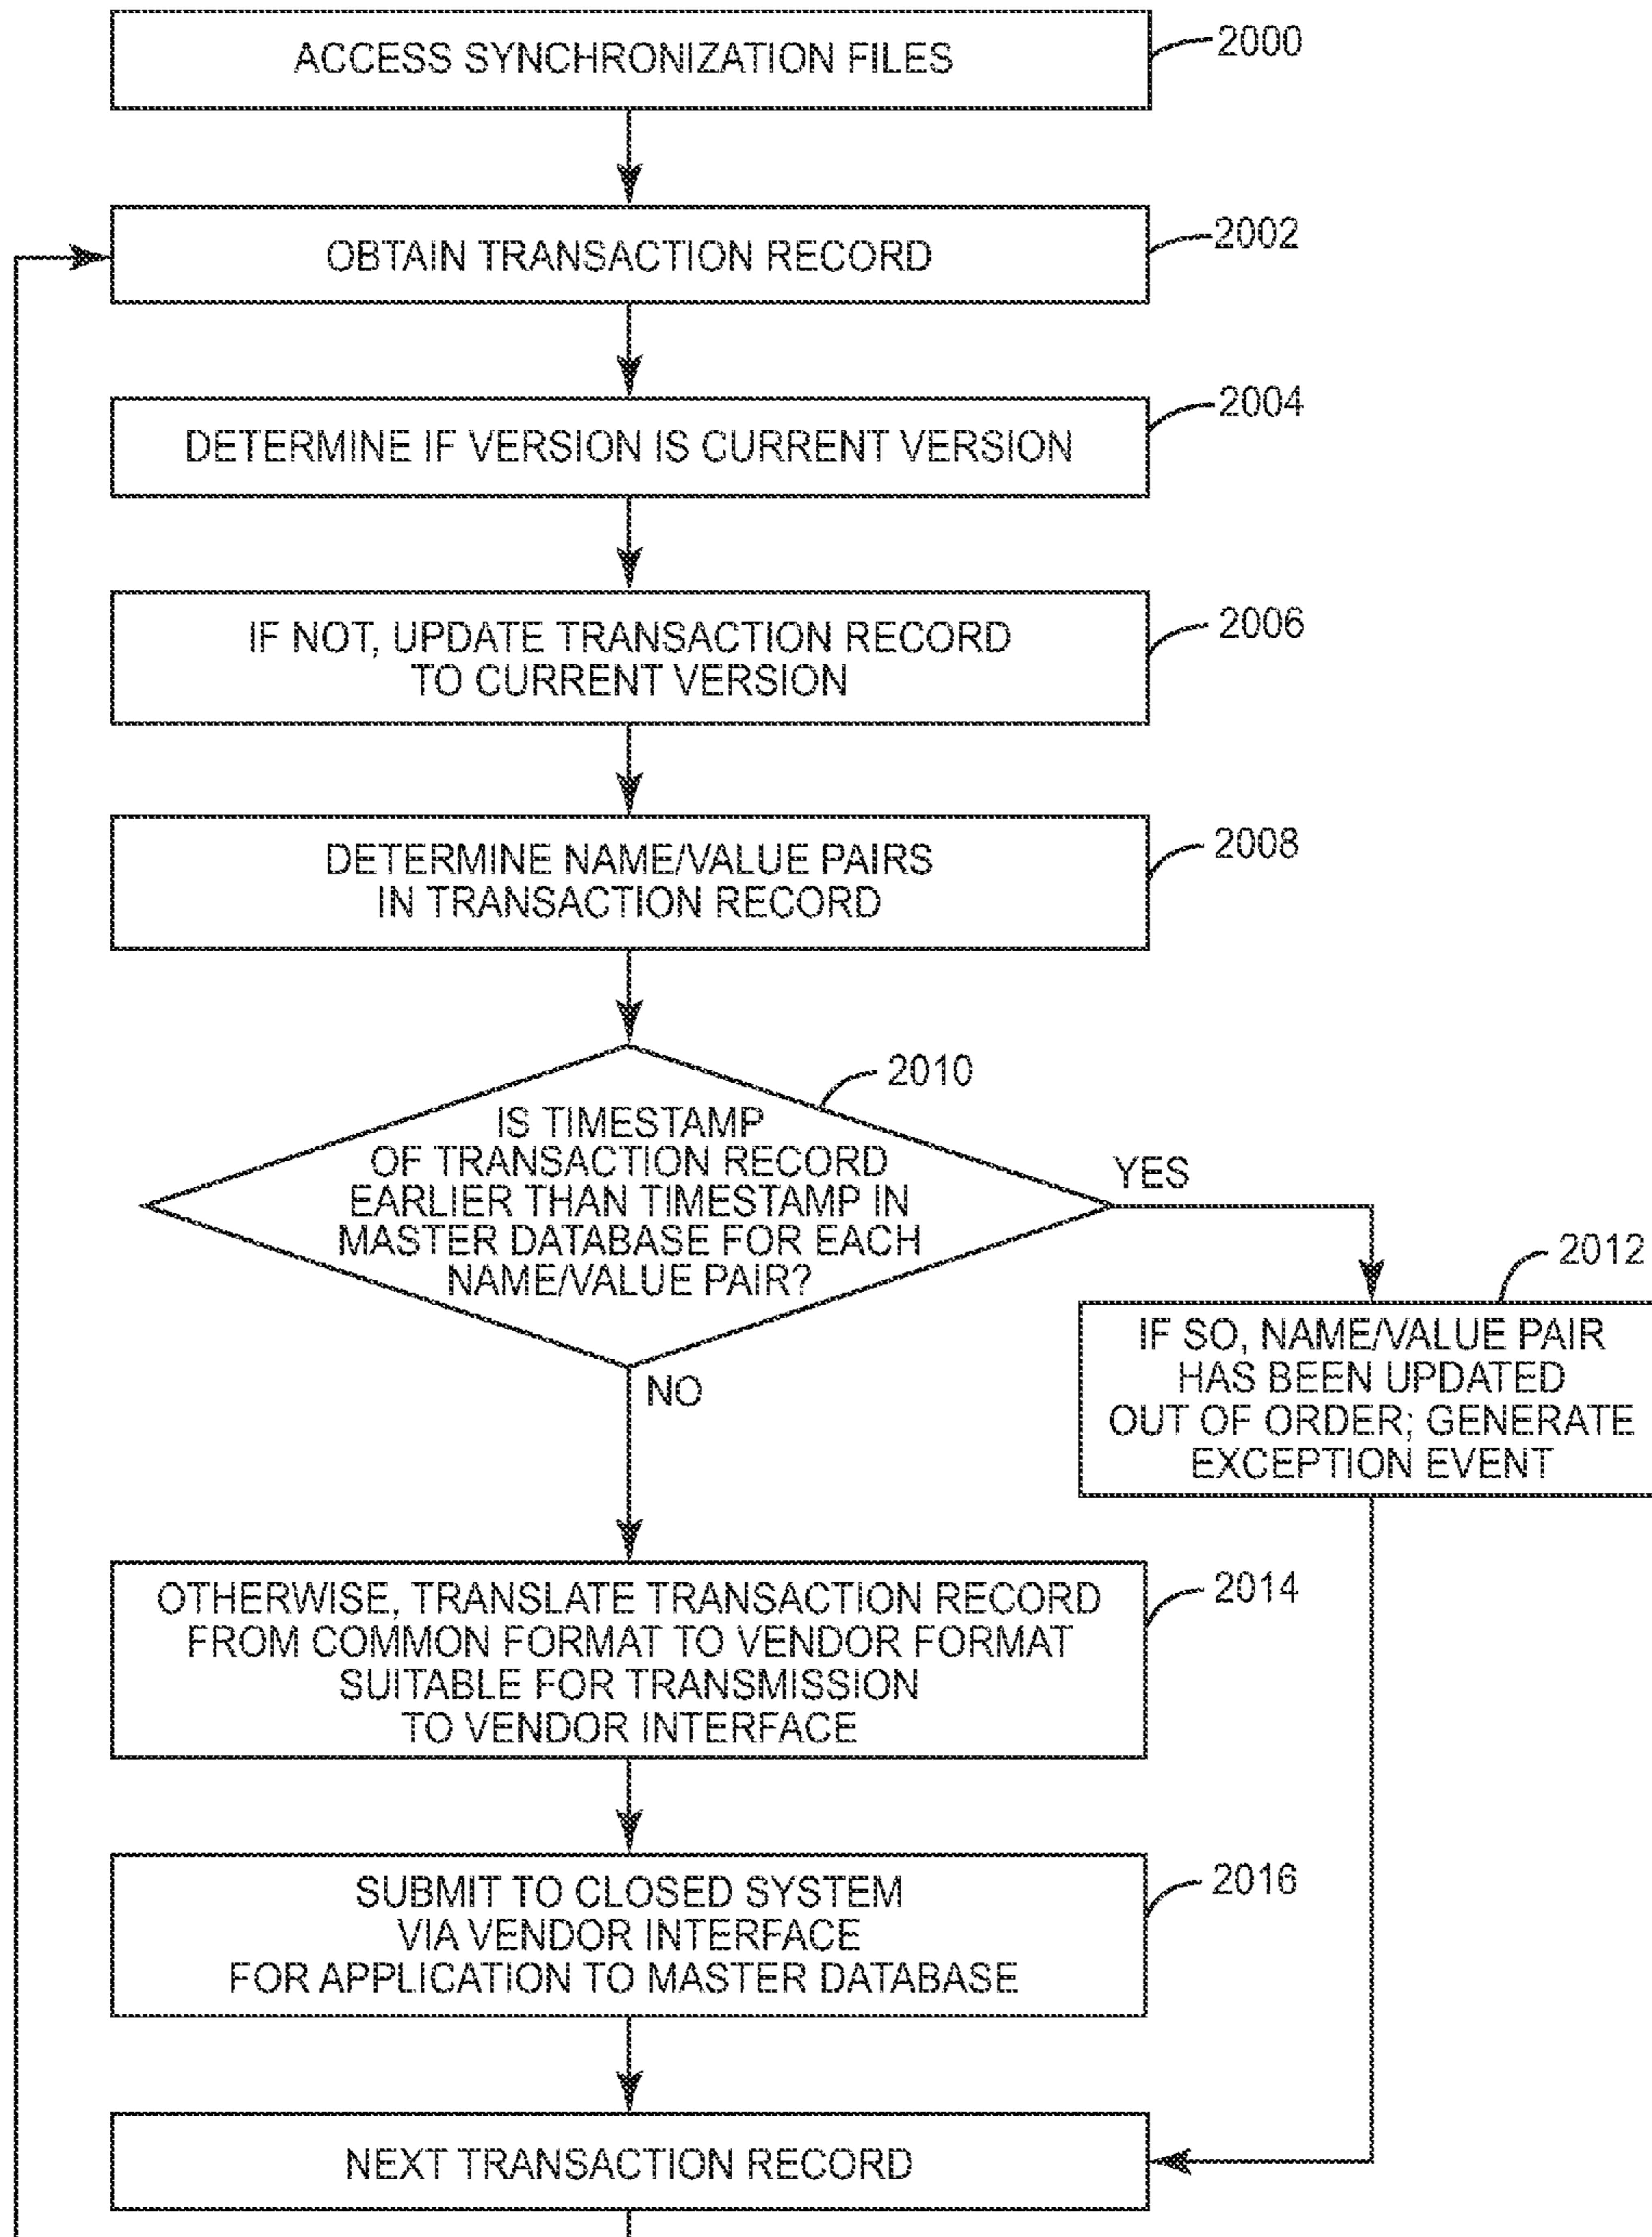 ACCESS SYNCHRONIZATION FILES
2000
OBTAIN TRANSACTION RECORD
2002
DETERMINE IF VERSION IS CURRENT VERSION
2004
IF NOT, UPDATE TRANSACTION RECORD
TO CURRENT VERSION
2006
DETERMINE NAME/VALUE PAIRS
IN TRANSACTION RECORD
2008
IS TIMESTAMP
OF TRANSACTION RECORD
EARLIER THAN TIMESTAMP IN
MASTER DATABASE FOR EACH
NAME/VALUE PAIR?
2010
YES
NO
IF SO, NAME/VALUE PAIR
HAS BEEN UPDATED
OUT OF ORDER; GENERATE
EXCEPTION EVENT
2012
OTHERWISE, TRANSLATE TRANSACTION RECORD
FROM COMMON FORMAT TO VENDOR FORMAT
SUITABLE FOR TRANSMISSION
TO VENDOR INTERFACE
2014
SUBMIT TO CLOSED SYSTEM
VIA VENDOR INTERFACE
FOR APPLICATION TO MASTER DATABASE
2016
NEXT TRANSACTION RECORD